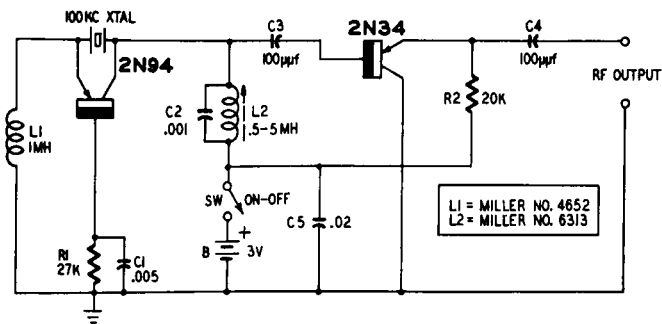 100KC XTAL
2N94
C3
100µµf
2N34
C4
100µµf
RF OUTPUT
L1
1MH
C2
.001
L2
.5-5MH
R2
20K
SW
ON-OFF
L1 = MILLER NO. 4652
L2 = MILLER NO. 6313
R1
27K
C1
.005
B
+
3V
C5
.02